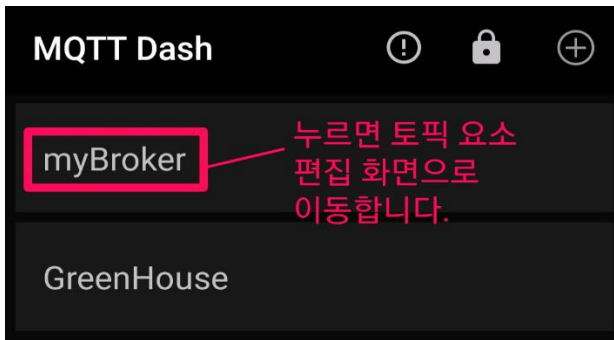 MQTT Dash
myBroker
누르면 토픽 요소
편집 화면으로
이동합니다.
GreenHouse